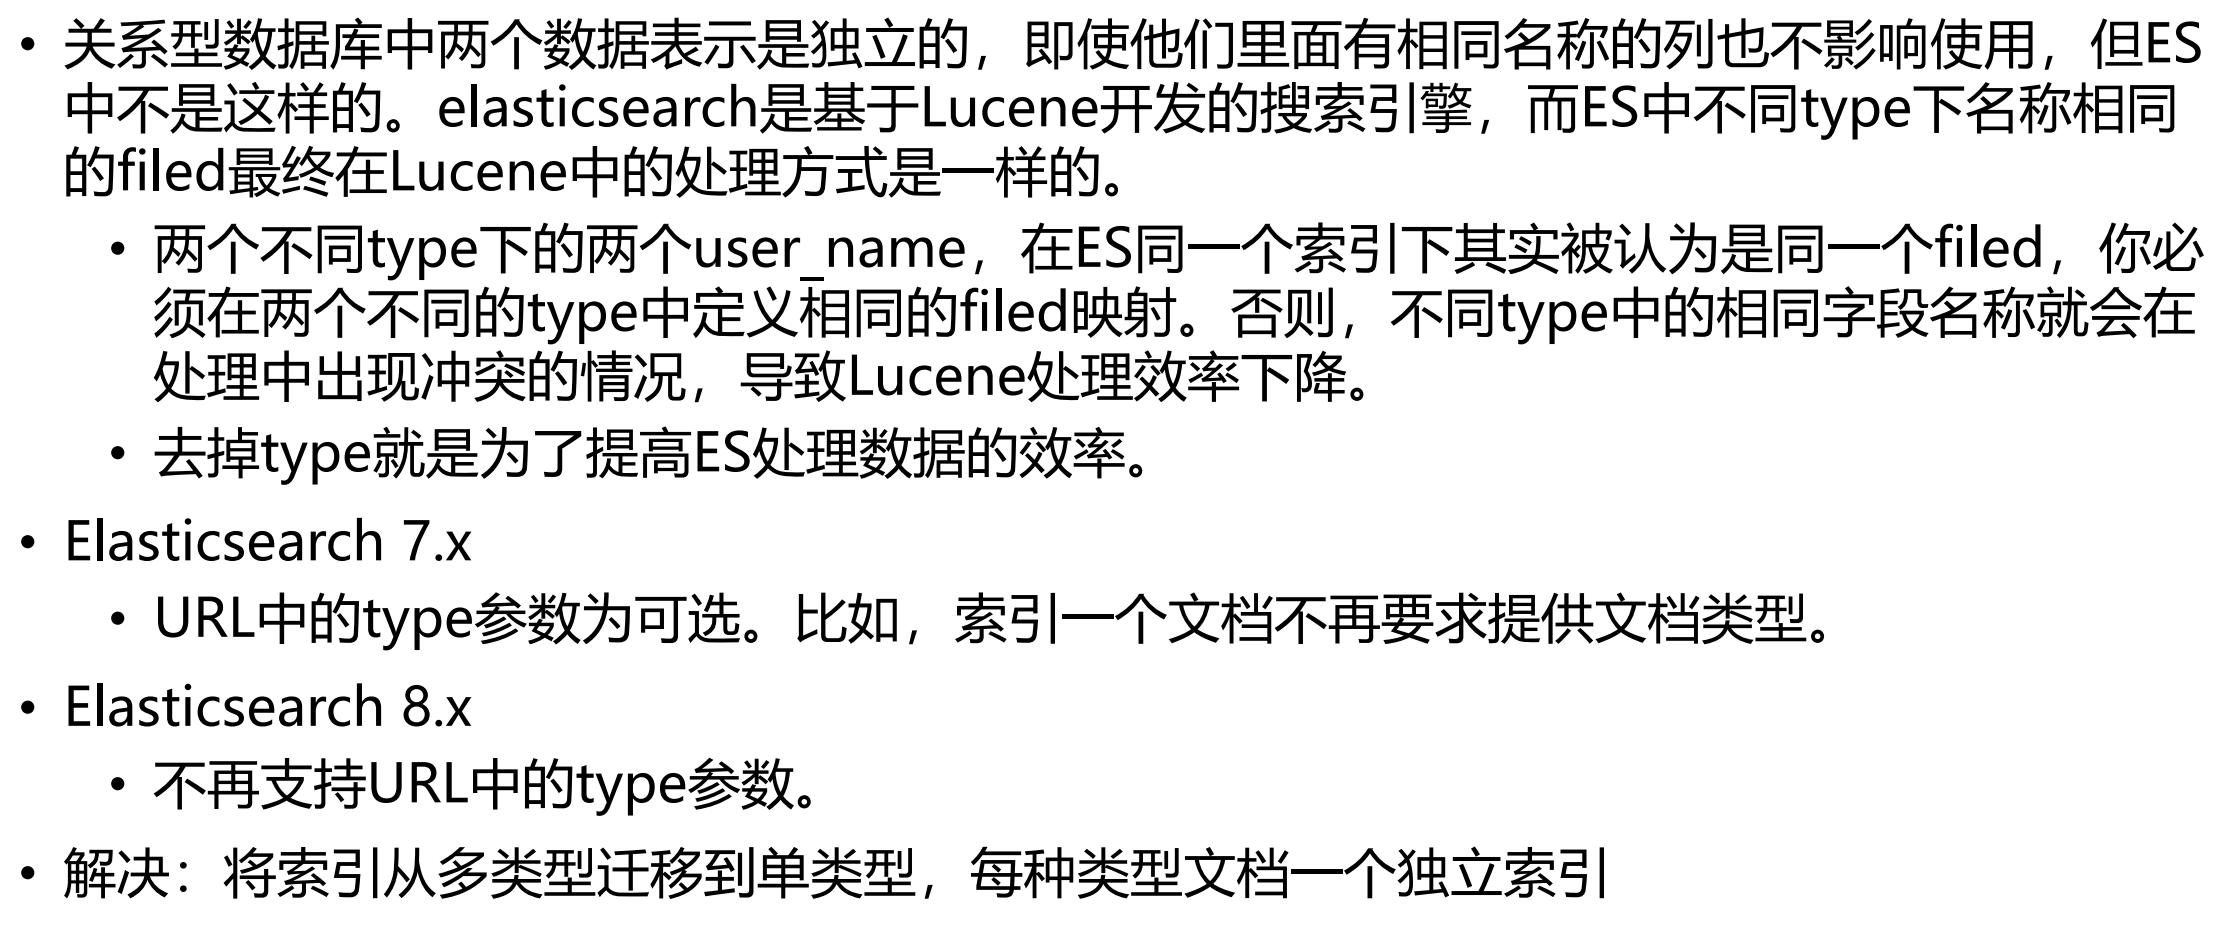 • 关系型数据库中两个数据表示是独立的，即使他们里面有相同名称的列也不影响使用，但ES
中不是这样的。elasticsearch是基于Lucene开发的搜索引擎，而ES中不同type下名称相同
的filed最终在Lucene中的处理方式是一样的。
• 两个不同type下的两个user_name，在ES同一个索引下其实被认为是同一个filed，你必
须在两个不同的type中定义相同的filed映射。否则，不同type中的相同字段名称就会在
处理中出现冲突的情况，导致Lucene处理效率下降。
• 去掉type就是为了提高ES处理数据的效率。
• Elasticsearch 7.x
• URL中的type参数为可选。比如，索引一个文档不再要求提供文档类型。
• Elasticsearch 8.x
• 不再支持URL中的type参数。
• 解决：将索引从多类型迁移到单类型，每种类型文档一个独立索引